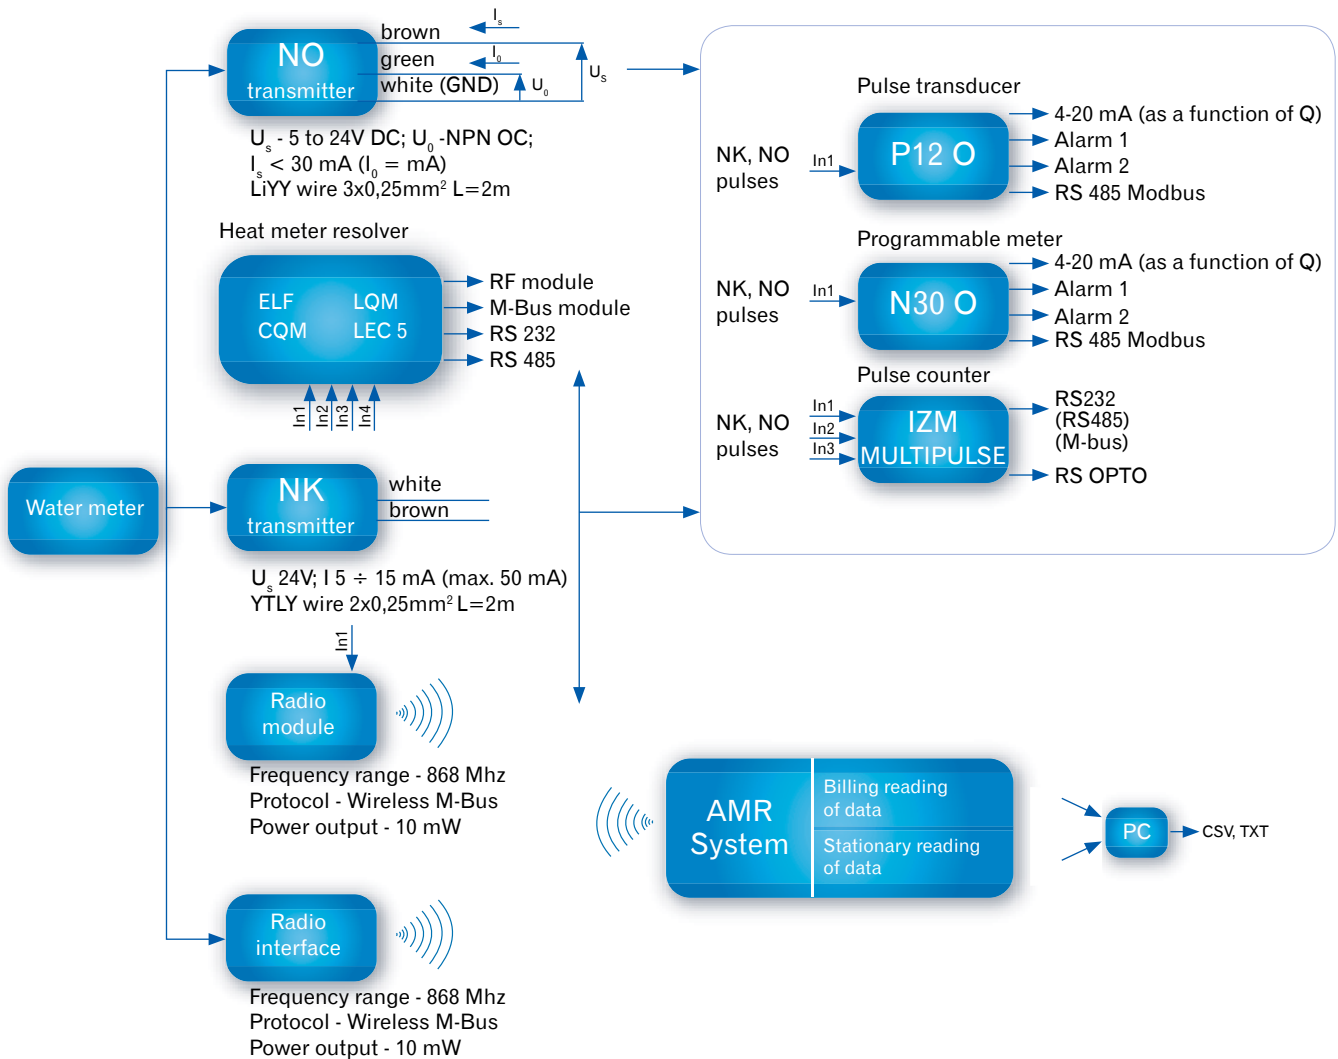 NO
transmitter
brown
green
white (GND)
Is
I0
U0
Us
Us - 5 to 24V DC; U0 -NPN OC;
Is < 30 mA (I0 = mA)
LiYY wire 3x0,25mm² L=2m
Heat meter resolver
ELF
LQM
CQM
LEC 5
RF module
M-Bus module
RS 232
RS 485
In1
In2
In3
In4
Water meter
NK
transmitter
white
brown
Us 24V; I 5 ÷ 15 mA (max. 50 mA)
YTLY wire 2x0,25mm² L=2m
In1
Radio
module
Frequency range - 868 Mhz
Protocol - Wireless M-Bus
Power output - 10 mW
Radio
interface
Frequency range - 868 Mhz
Protocol - Wireless M-Bus
Power output - 10 mW
Pulse transducer
NK, NO
pulses
In1
P12 O
4-20 mA (as a function of Q)
Alarm 1
Alarm 2
RS 485 Modbus
Programmable meter
NK, NO
pulses
In1
N30 O
4-20 mA (as a function of Q)
Alarm 1
Alarm 2
RS 485 Modbus
Pulse counter
NK, NO
pulses
In1
In2
In3
IZM
MULTIPULSE
RS232
(RS485)
(M-bus)
RS OPTO
AMR
System
Billing reading
of data
Stationary reading
of data
PC
CSV, TXT